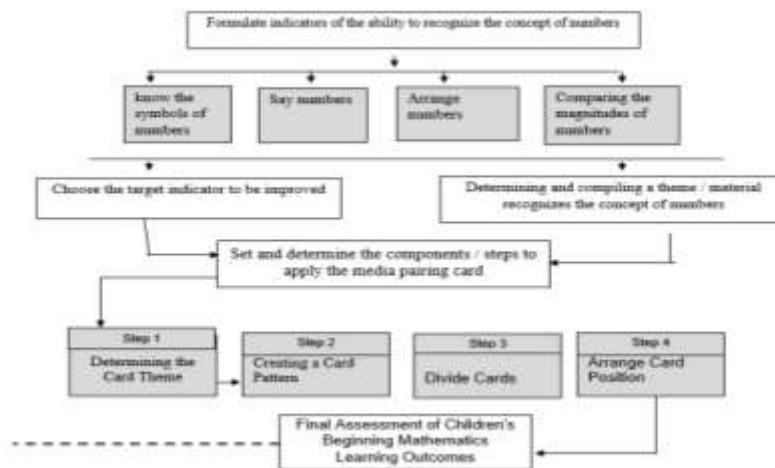 Formulate indicators of the ability to recognize the concept of numbers
know the
symbols of
numbers
Say numbers
Arrange
numbers
Comparing the
magnitudes of
numbers
Choose the target indicator to be improved
Determining and compiling a theme / material
recognizes the concept of numbers
Set and determine the components / steps to
apply the media pairing card
Step 1
Determining the
Card Theme
Step 2
Creating a Card
Pattern
Step 3
Divide Cards
Step 4
Arrange Card
Position
Final Assessment of Children's
Beginning Mathematics
Learning Outcomes